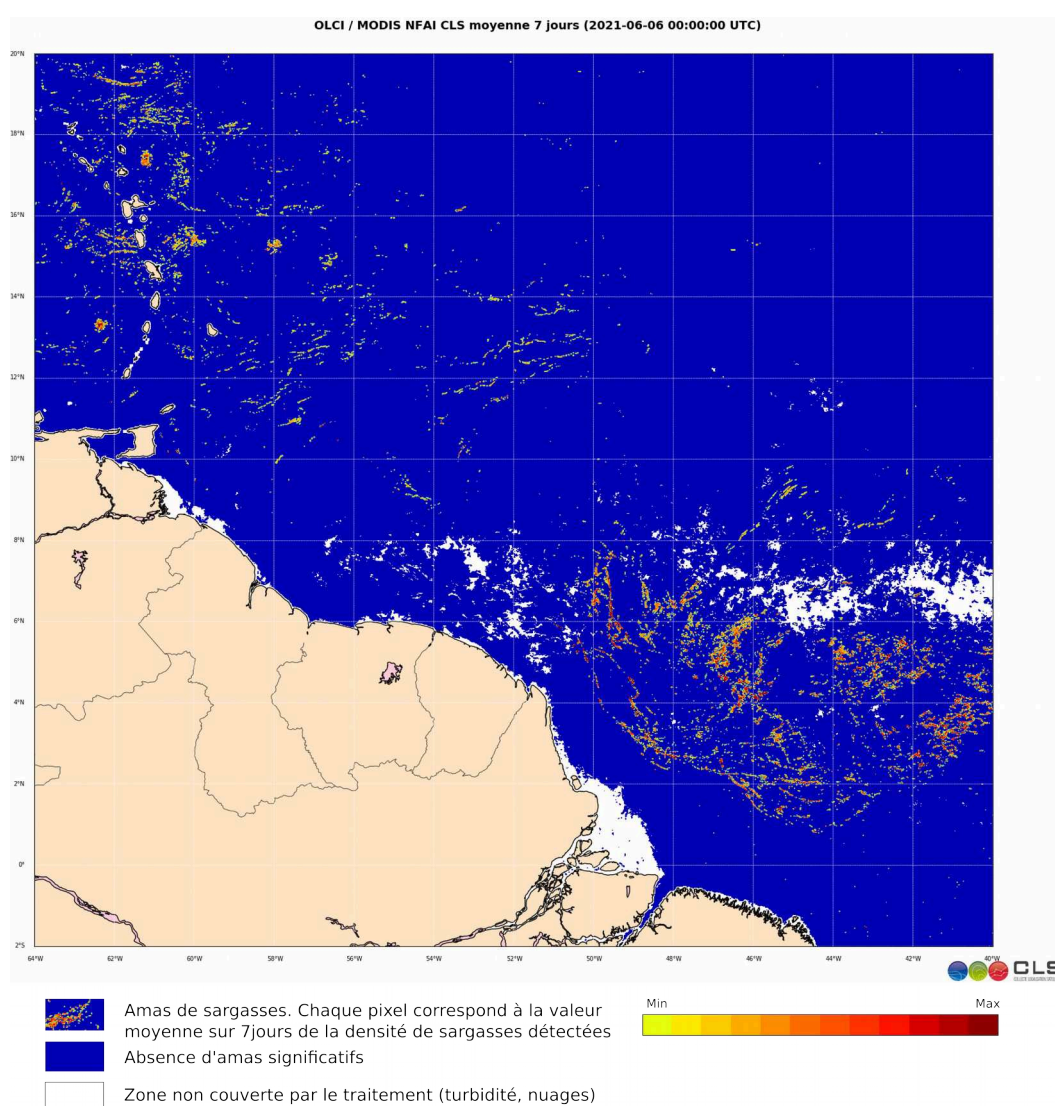 OLCI / MODIS NFAI CLS moyenne 7 jours (2021-06-06 00:00:00 UTC)
20°N
18°N
16°N
14°N
12°N
10°N
8°N
6°N
4°N
2°N
0°
2°S
64°W 62°W 60°W 58°W 56°W 54°W 52°W 50°W 48°W 46°W 44°W 42°W 40°W
CLS
Amas de sargasses. Chaque pixel correspond à la valeur
moyenne sur 7jours de la densité de sargasses détectées
Min Max
Absence d'amas significatifs
Zone non couverte par le traitement (turbidité, nuages)